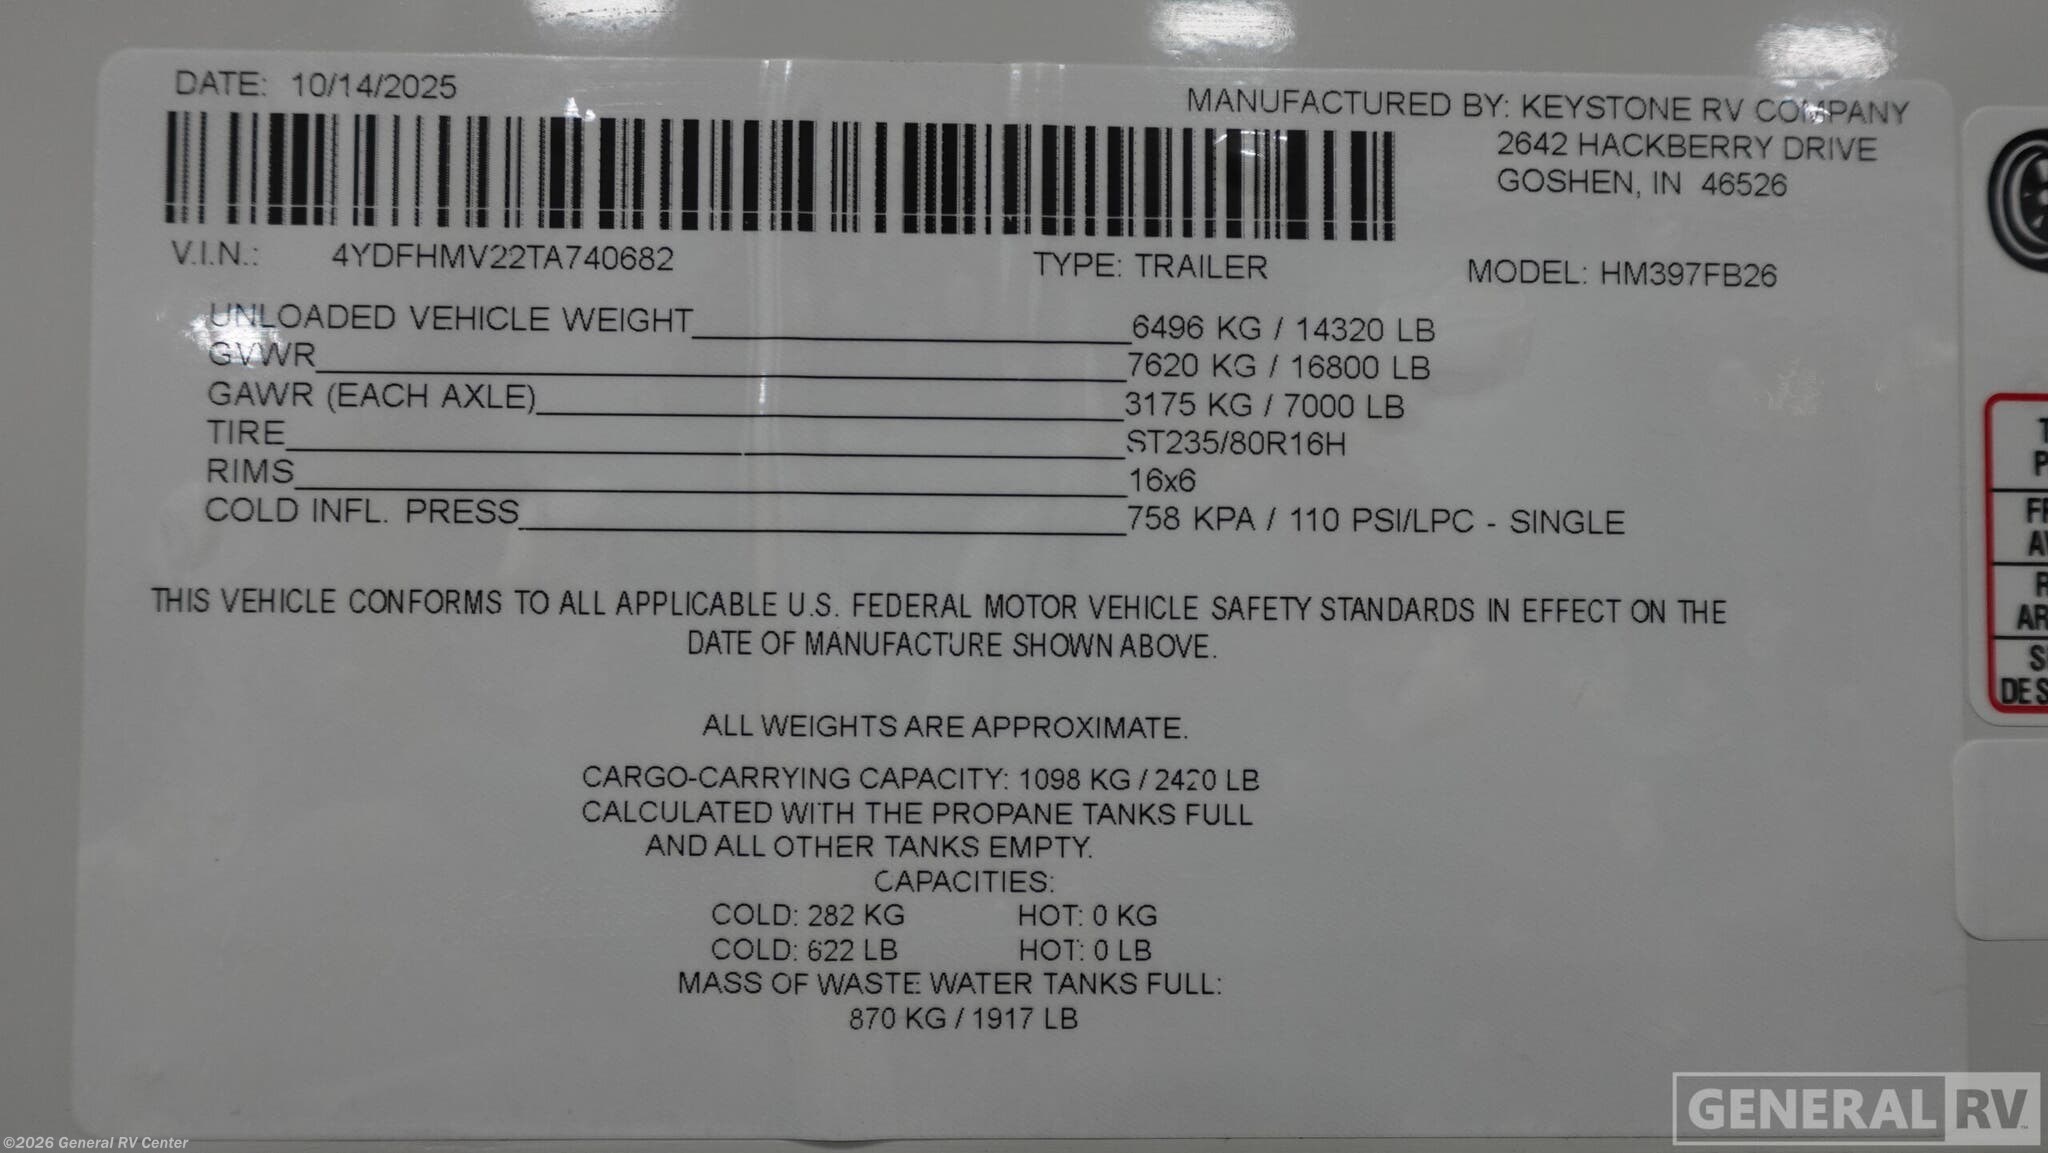 DATE: 10/14/2025
MANUFACTURED BY: KEYSTONE RV COMPANY
2642 HACKBERRY DRIVE
GOSHEN, IN 46526
V.I.N.: 4YDFHMV22TA740682 TYPE: TRAILER MODEL: HM397FB26
UNLOADED VEHICLE WEIGHT 6496 KG / 14320 LB
GVWR 7620 KG / 16800 LB
GAWR (EACH AXLE) 3175 KG / 7000 LB
TIRE ST235/80R16H
RIMS 16x6
COLD INFL. PRESS 758 KPA / 110 PSI/LPC - SINGLE
THIS VEHICLE CONFORMS TO ALL APPLICABLE U.S. FEDERAL MOTOR VEHICLE SAFETY STANDARDS IN EFFECT ON THE
DATE OF MANUFACTURE SHOWN ABOVE.
ALL WEIGHTS ARE APPROXIMATE.
CARGO-CARRYING CAPACITY: 1098 KG / 2420 LB
CALCULATED WITH THE PROPANE TANKS FULL
AND ALL OTHER TANKS EMPTY.
CAPACITIES:
COLD: 282 KG HOT: 0 KG
COLD: 622 LB HOT: 0 LB
MASS OF WASTE WATER TANKS FULL:
870 KG / 1917 LB
GENERAL RV
©2026 General RV Center